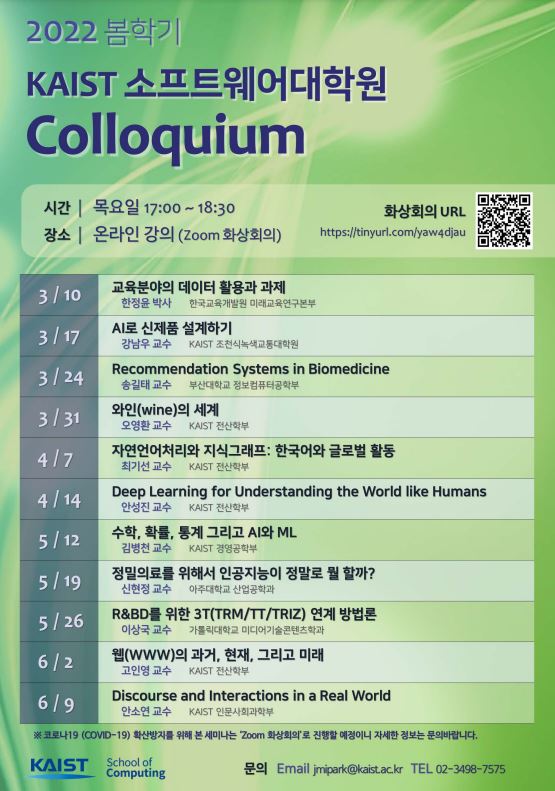 2022 봄학기
KAIST 소프트웨어대학원
Colloquium
시간 | 목요일 17:00 ~ 18:30
장소 | 온라인 강의 (Zoom 화상회의)
화상회의 URL
https://tinyurl.com/yaw4djau
3 / 10 교육분야의 데이터 활용과 과제
한정윤 박사 한국교육개발원 미래교육연구본부
3 / 17 AI로 신제품 설계하기
강남우 교수 KAIST 조천식녹색교통대학원
3 / 24 Recommendation Systems in Biomedicine
송길태 교수 부산대학교 정보컴퓨터공학부
3 / 31 와인(wine)의 세계
오영환 교수 KAIST 전산학부
4 / 7 자연언어처리와 지식그래프: 한국어와 글로벌 활동
최기선 교수 KAIST 전산학부
4 / 14 Deep Learning for Understanding the World like Humans
안성진 교수 KAIST 전산학부
5 / 12 수학, 확률, 통계 그리고 AI와 ML
김병천 교수 KAIST 경영공학부
5 / 19 정밀의료를 위해서 인공지능이 정말로 뭘 할까?
신현정 교수 아주대학교 산업공학과
5 / 26 R&BD를 위한 3T(TRM/TT/TRIZ) 연계 방법론
이상국 교수 가톨릭대학교 미디어기술콘텐츠학과
6 / 2 웹(WWW)의 과거, 현재, 그리고 미래
고인영 교수 KAIST 전산학부
6 / 9 Discourse and Interactions in a Real World
안소연 교수 KAIST 인문사회과학부
※ 코로나19 (COVID-19) 확산방지를 위해 본 세미나는 'Zoom 화상회의'로 진행할 예정이니 자세한 정보는 문의바랍니다.
KAIST School of
Computing
문의 Email jmipark@kaist.ac.kr TEL 02-3498-7575